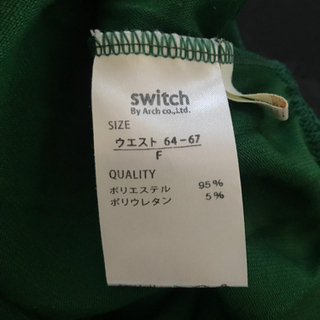 switch
By Arch co.,Ltd.
SIZE
ウエスト 64-67
F
QUALITY
ポリエステル 95%
ポリウレタン 5%